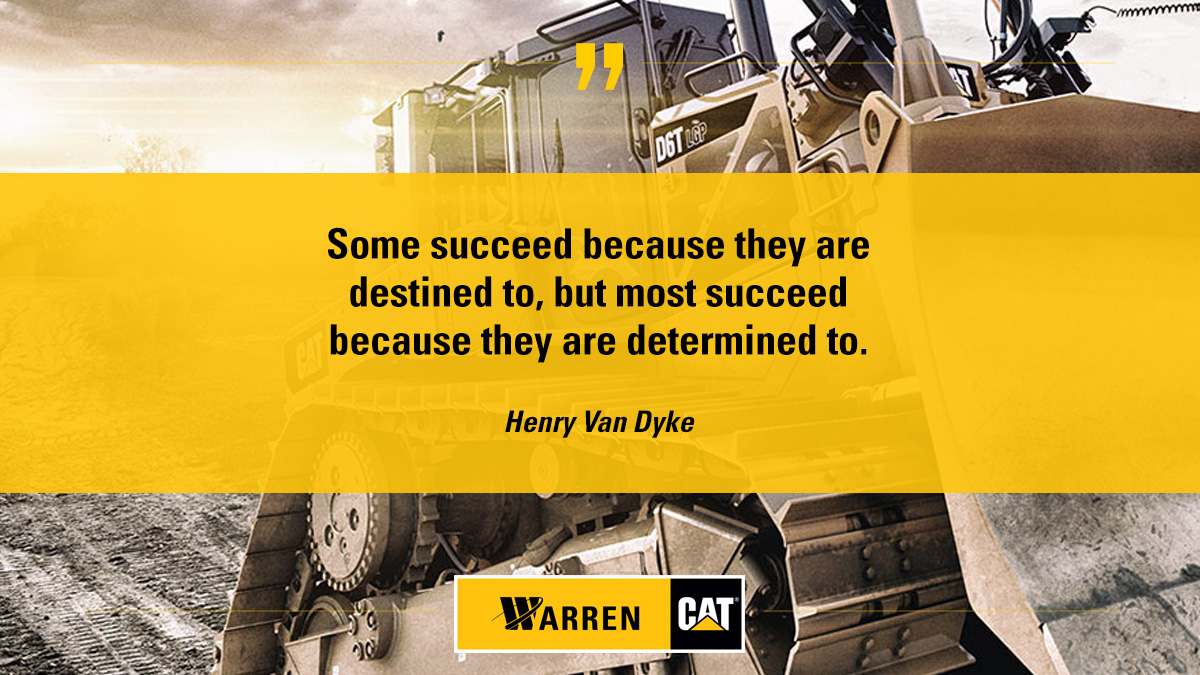 ”
D6T LGP
CAT
Some succeed because they are
destined to, but most succeed
because they are determined to.
CAT
Henry Van Dyke
WARREN CAT®